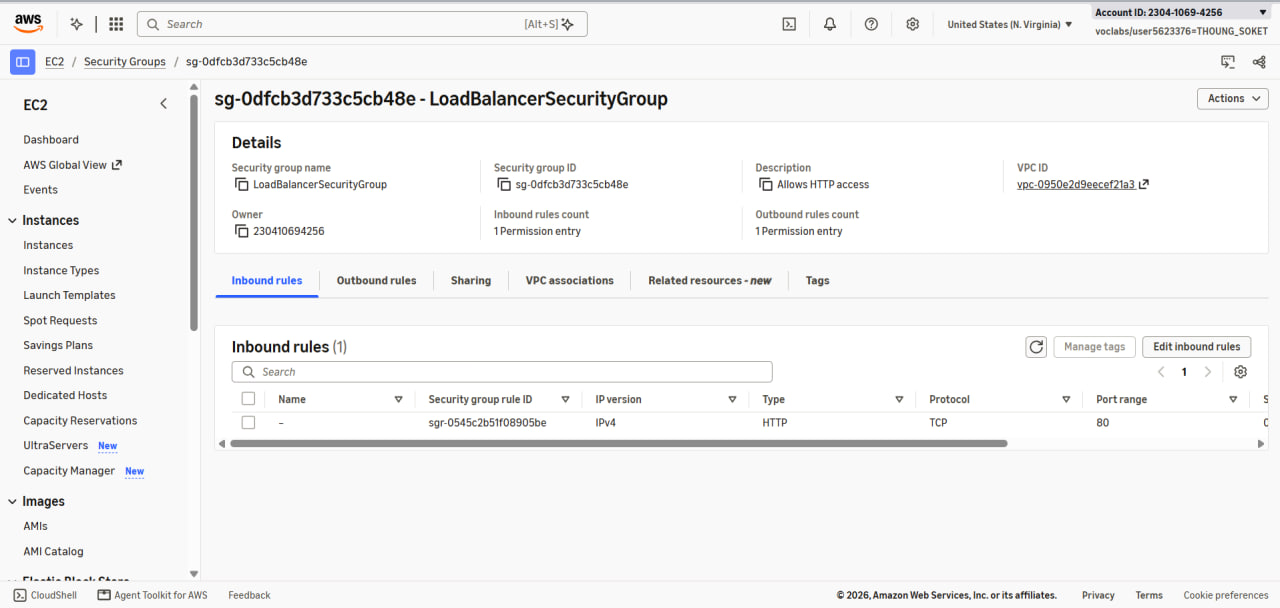 aws
Search
[Alt+S]
United States (N. Virginia)
Account ID: 2304-1069-4256
voclabs/user5623376=THOUNG_SOKET
EC2 / Security Groups / sg-0dfcb3d733c5cb48e
EC2
Dashboard
AWS Global View
Events
Instances
Instances
Instance Types
Launch Templates
Spot Requests
Savings Plans
Reserved Instances
Dedicated Hosts
Capacity Reservations
UltraServers New
Capacity Manager New
Images
AMIs
AMI Catalog
Elastic Block Store
sg-0dfcb3d733c5cb48e - LoadBalancerSecurityGroup
Actions
Details
Security group name
LoadBalancerSecurityGroup
Security group ID
sg-0dfcb3d733c5cb48e
Description
Allows HTTP access
VPC ID
vpc-0950e2d9eecef21a3
Owner
230410694256
Inbound rules count
1 Permission entry
Outbound rules count
1 Permission entry
Inbound rules
Outbound rules
Sharing
VPC associations
Related resources - new
Tags
Inbound rules (1)
Manage tags
Edit inbound rules
Search
1
Name Security group rule ID IP version Type Protocol Port range S
– sgr-0545c2b51f08905be IPv4 HTTP TCP 80 0
CloudShell
Agent Toolkit for AWS
Feedback
© 2026, Amazon Web Services, Inc. or its affiliates.
Privacy
Terms
Cookie preferences